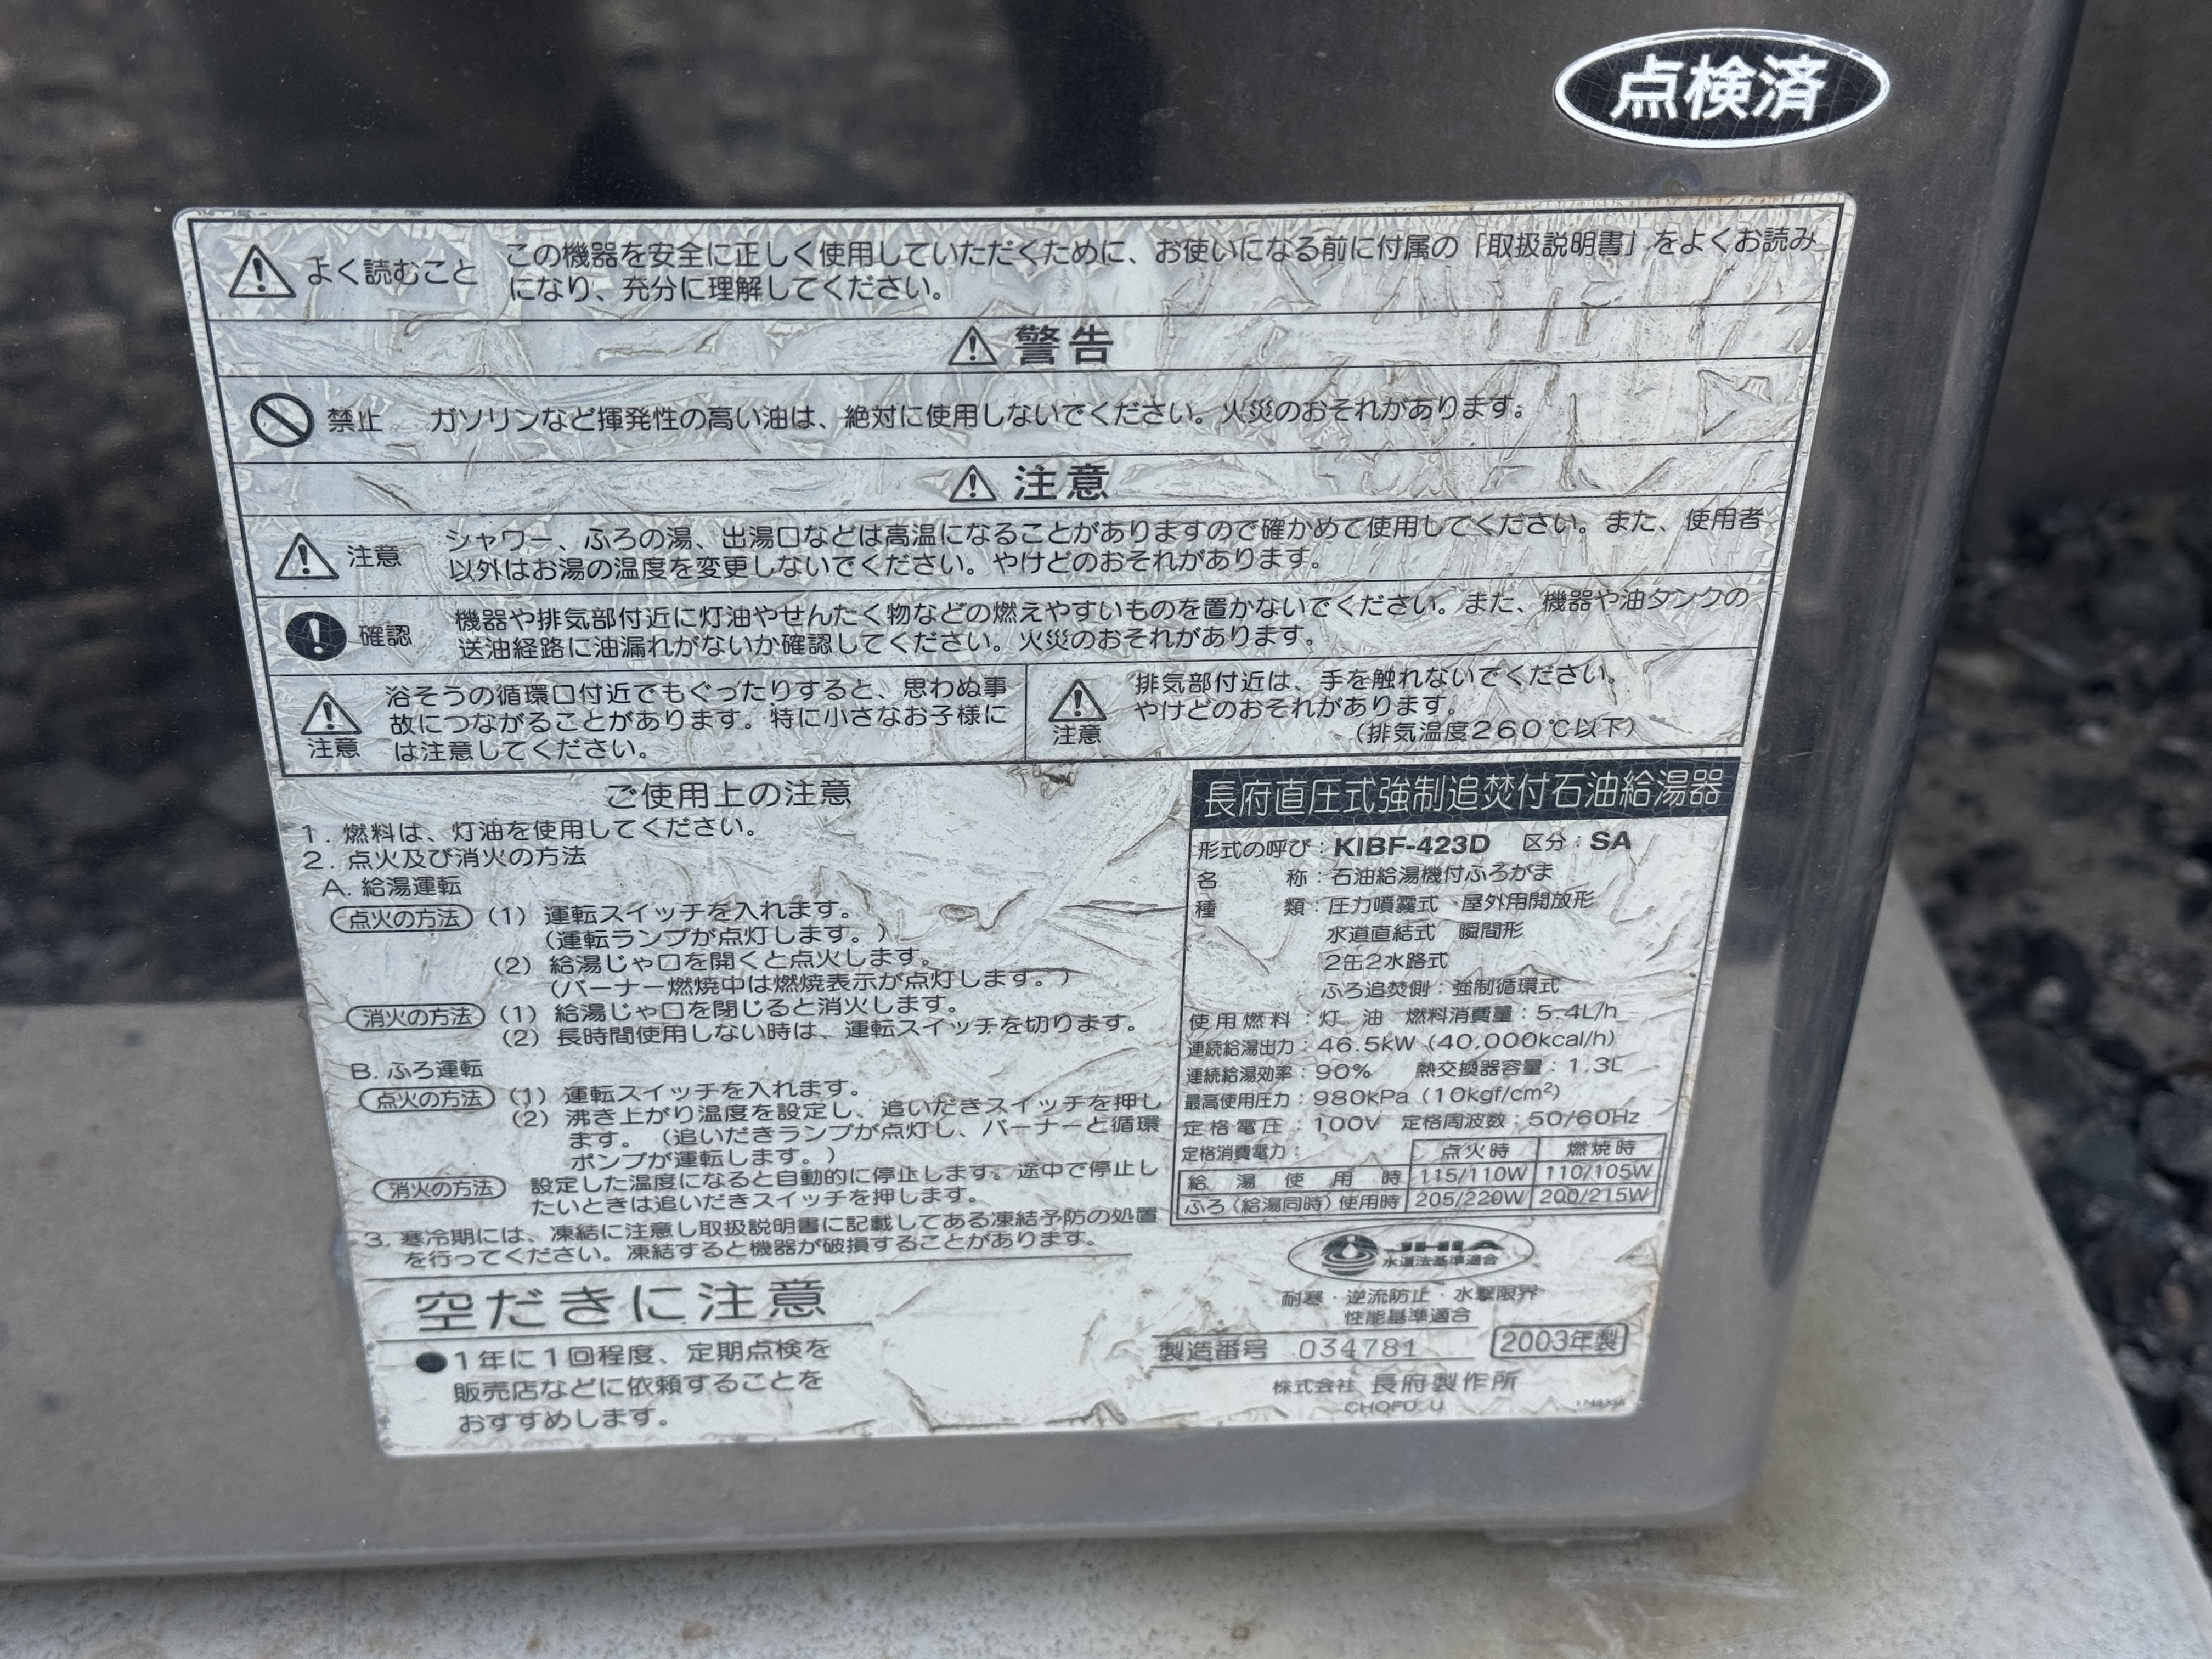 点検済
よく読むこと
この機器を安全に正しく使用していただくために、お使いになる前に付属の「取扱説明書」をよくお読み
になり、充分に理解してください。
警告
禁止 ガソリンなど揮発性の高い油は、絶対に使用しないでください。火災のおそれがあります。
注意
注意
シャワー、ふろの湯、出湯口などは高温になることがありますので確かめて使用してください。また、使用者
以外はお湯の温度を変更しないでください。やけどのおそれがあります。
確認
機器や排気部付近に灯油やせんたく物などの燃えやすいものを置かないでください。また、機器や油タンクの
送油経路に油漏れがないか確認してください。火災のおそれがあります。
注意
浴そうの循環口付近でもぐったりすると、思わぬ事
故につながることがあります。特に小さなお子様に
は注意してください。
注意
排気部付近は、手を触れないでください。
やけどのおそれがあります。
(排気温度260℃以下)
ご使用上の注意
1. 燃料は、灯油を使用してください。
2. 点火及び消火の方法
A. 給湯運転
点火の方法 (1) 運転スイッチを入れます。
(運転ランプが点灯します。)
(2) 給湯じゃ口を開くと点火します。
(バーナー燃焼中は燃焼表示が点灯します。)
消火の方法 (1) 給湯じゃ口を閉じると消火します。
(2) 長時間使用しない時は、運転スイッチを切ります。
B. ふろ運転
点火の方法 (1) 運転スイッチを入れます。
(2) 沸き上がり温度を設定し、追いだきスイッチを押し
ます。(追いだきランプが点灯し、バーナーと循環
ポンプが運転します。)
消火の方法 設定した温度になると自動的に停止します。途中で停止し
たいときは追いだきスイッチを押します。
3. 寒冷期には、凍結に注意し取扱説明書に記載してある凍結予防の処置
を行ってください。凍結すると機器が破損することがあります。
空だきに注意
●1年に1回程度、定期点検を
販売店などに依頼することを
おすすめします。
長府直圧式強制追焚付石油給湯器
形式の呼び：KIBF-423D 区分：SA
名称：石油給湯機付ふろがま
種類：圧力噴霧式 屋外用開放形
水道直結式 瞬間形
2缶2水路式
ふろ追焚側：強制循環式
使用燃料：灯油 燃料消費量：5.4L/h
連続給湯出力：46.5kW (40,000kcal/h)
連続給湯効率：90% 熱交換器容量：1.3L
最高使用圧力：980kPa (10kgf/cm²)
定格電圧：100V 定格周波数：50/60Hz
定格消費電力： 点火時 燃焼時
給湯使用時 115/110W 110/105W
ふろ(給湯同時)使用時 205/220W 200/215W
JHIA
水道法基準適合
耐寒・逆流防止・水撃限界
性能基準適合
製造番号 034781 2003年製
株式会社 長府製作所
CHOFU. U